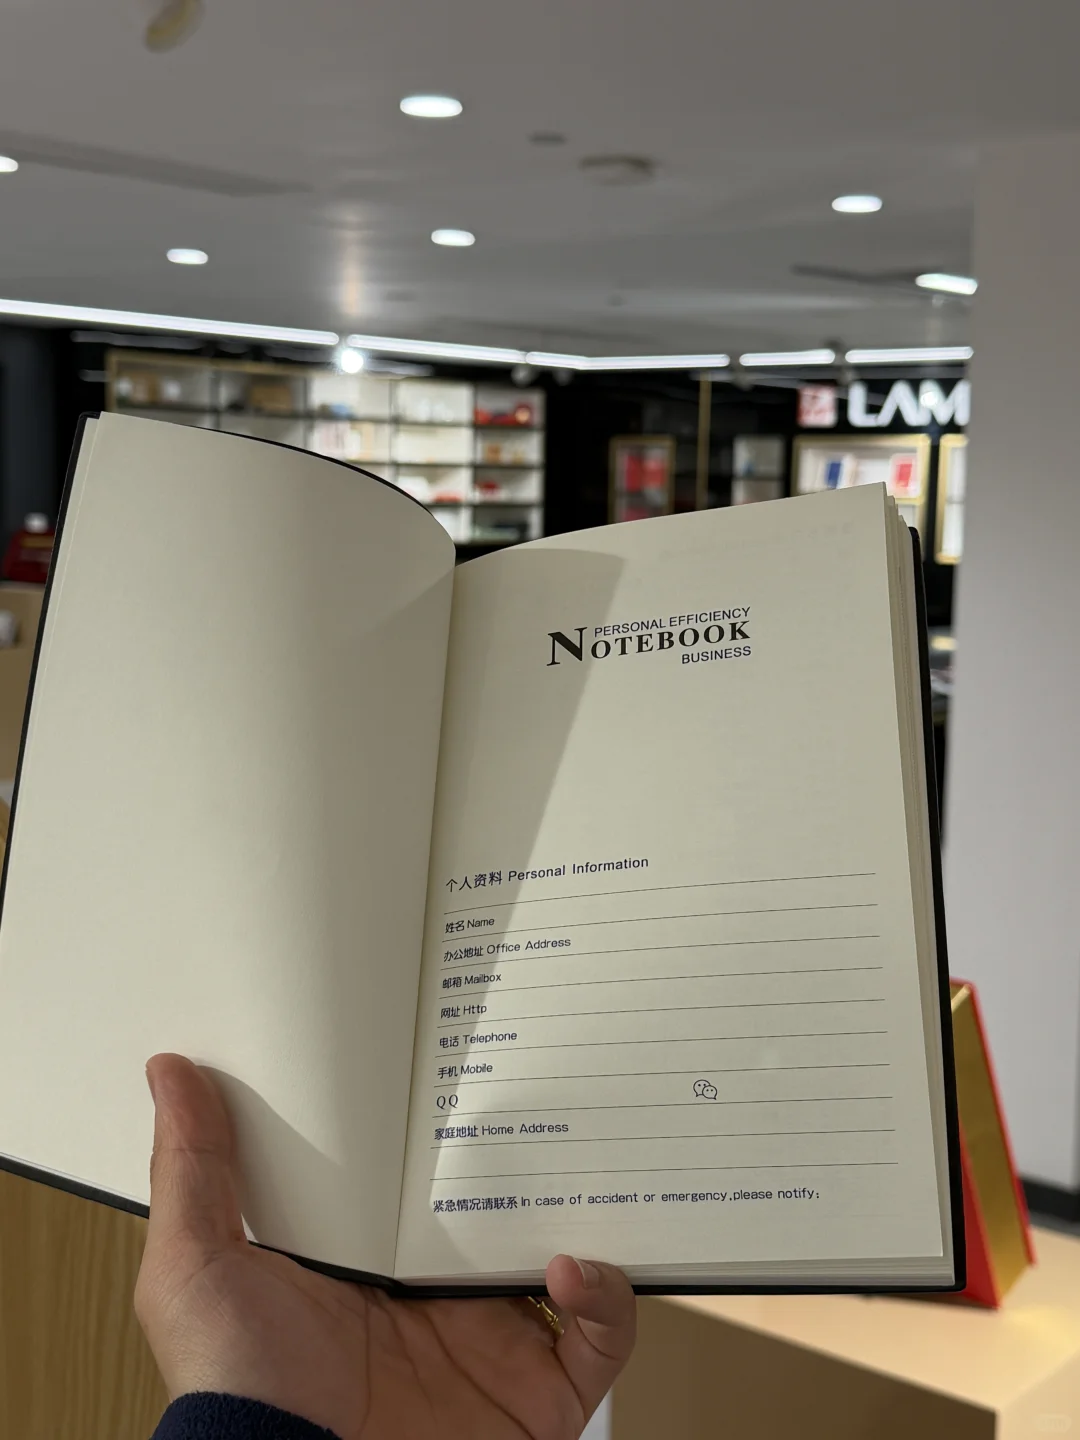 LAM
PERSONAL EFFICIENCY
NOTEBOOK
BUSINESS
个人资料 Personal Information
姓名 Name
办公地址 Office Address
邮箱 Mailbox
网址 Http
电话 Telephone
手机 Mobile
QQ
家庭地址 Home Address
紧急情况请联系 In case of accident or emergency,please notify: